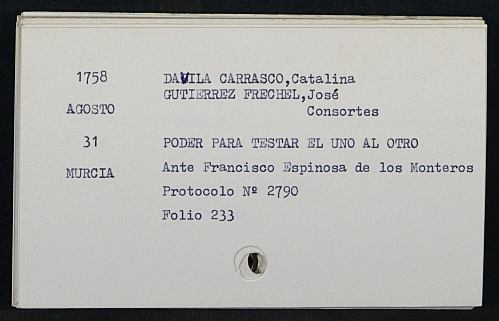 1758 DAVILA CARRASCO,Catalina
GUTIERREZ FRECHEL,José
AGOSTO Consortes
31 PODER PARA TESTAR EL UNO AL OTRO
MURCIA Ante Francisco Espinosa de los Monteros
Protocolo Nº 2790
Folio 233